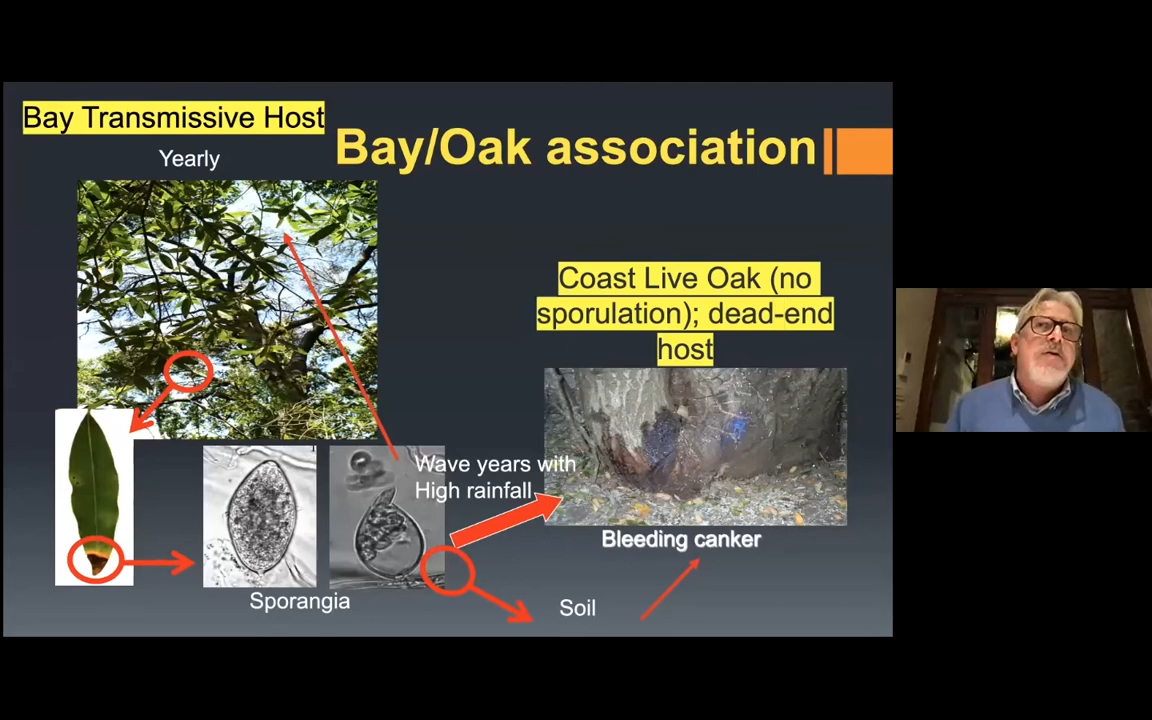 Bay Transmissive Host
Bay/Oak association
Yearly
Coast Live Oak (no
sporulation); dead-end
host
Wave years with
High rainfall
Bleeding canker
Sporangia
Soil